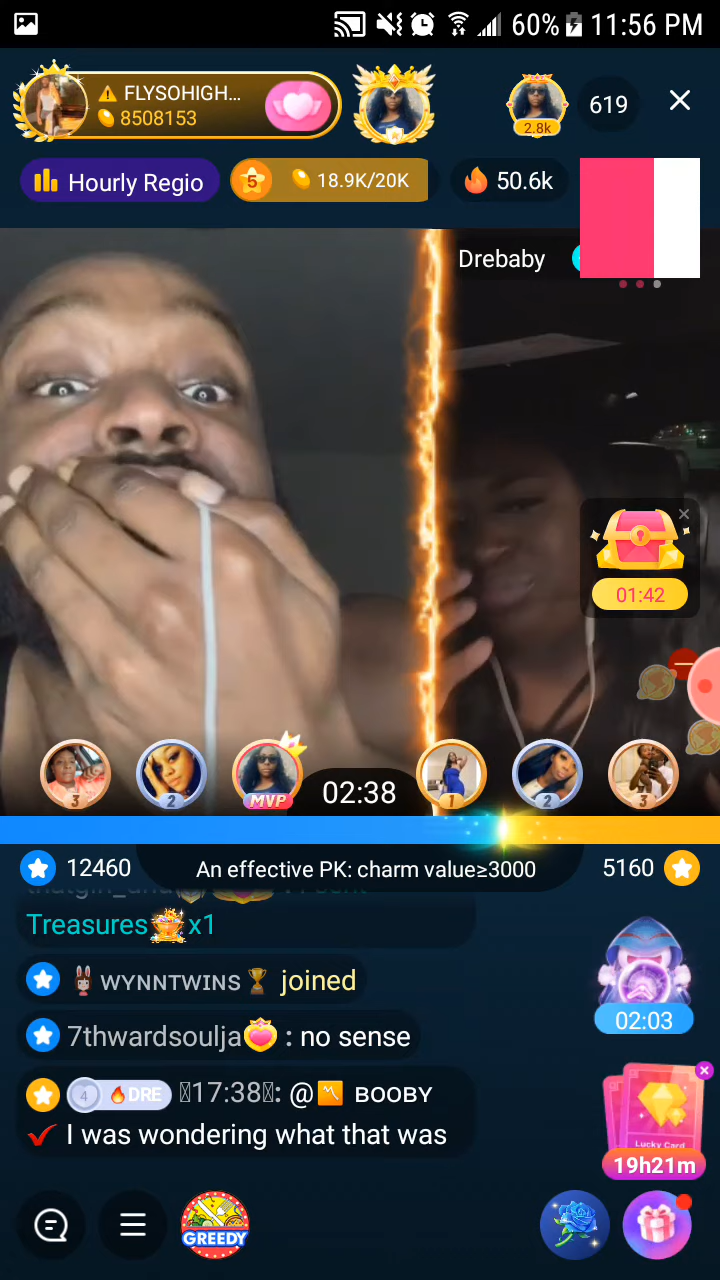 60% 11:56 PM
⚠ FLYSOHIGH...
8508153
2.8k
619
Hourly Regio
5 18.9K/20K
50.6k
Drebaby
01:42
3 2 MVP 02:38 1 2 3
12460 An effective PK: charm value≥3000 5160
Treasures x1
WYNNTWINS🏆 joined
7thwardsoulja : no sense
02:03
4 🔥DRE 17:38: @ BOOBY
I was wondering what that was
Lucky Card
19h21m
GREEDY